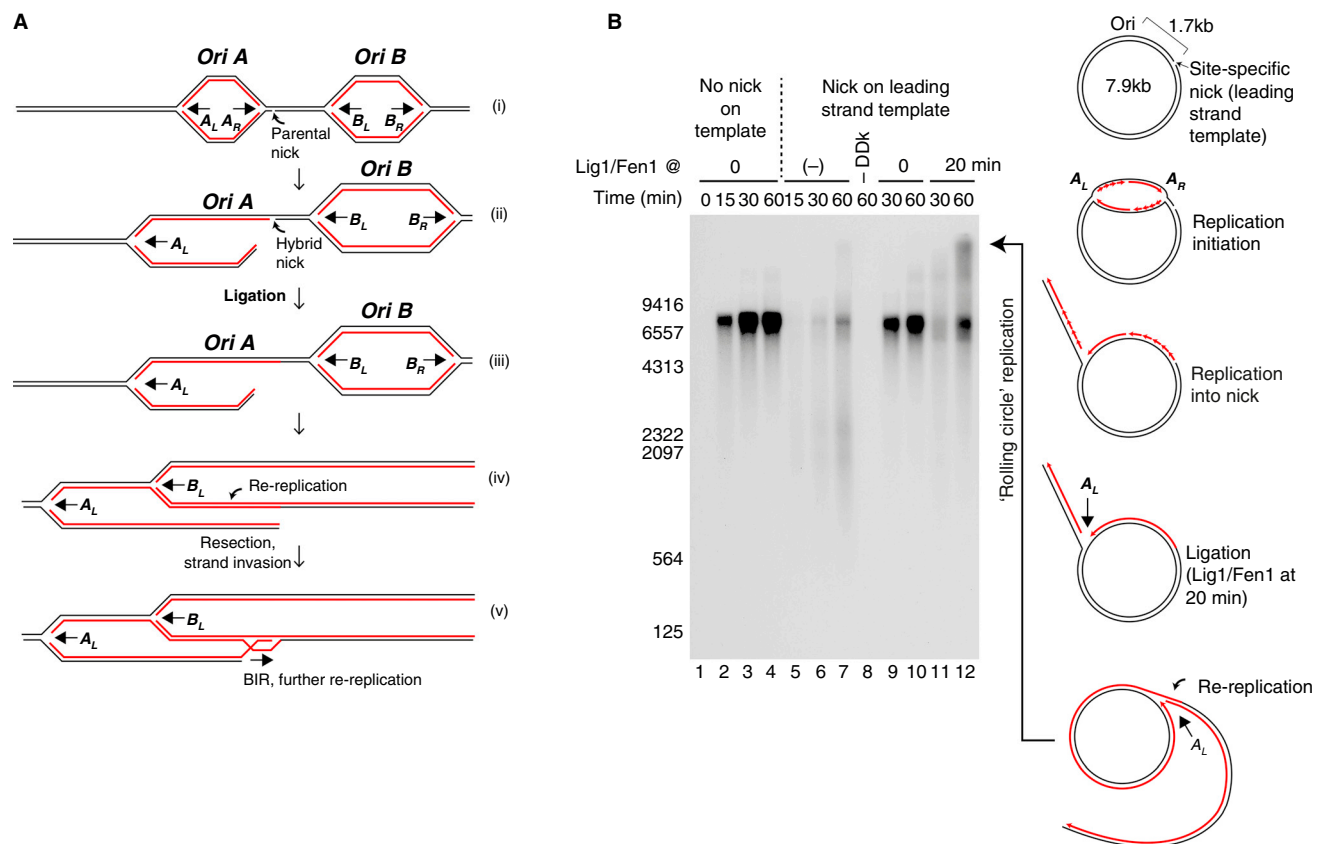 A
Ori A
Ori B
A_L A_R
B_L
B_R
(i)
Parental
nick
Ori B
Ori A
(ii)
B_L
B_R
A_L
Hybrid
nick
Ligation
Ori B
Ori A
(iii)
B_L
B_R
A_L
(iv)
B_L
Re-replication
A_L
Resection,
strand invasion
(v)
B_L
A_L
BIR, further re-replication
B
No nick
on
template
Nick on leading
strand template
– DDk
Lig1/Fen1 @
0
(–)
0
20 min
Time (min)
0 15 30 60 15 30 60 60 30 60 30 60
9416
6557
4313
2322
2097
564
125
1 2 3 4 5 6 7 8 9 10 11 12
'Rolling circle' replication
Ori
1.7kb
7.9kb
Site-specific
nick (leading
strand
template)
A_L
A_R
Replication
initiation
Replication
into nick
A_L
Ligation
(Lig1/Fen1 at
20 min)
Re-replication
A_L